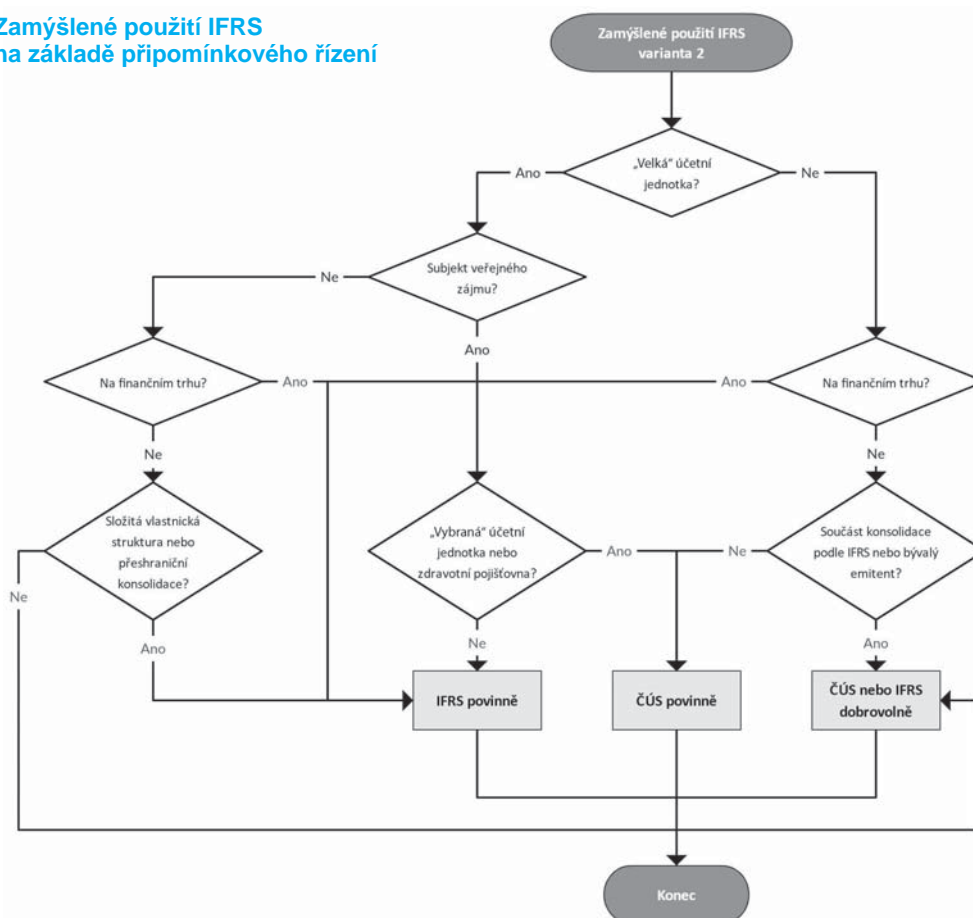 Zamýšlené použití IFRS
na základě připomínkového řízení
Zamýšlené použití IFRS
varianta 2
„Velká“ účetní
jednotka?
Ano
Ne
Subjekt veřejného
zájmu?
Ne
Ano
Na finančním trhu?
Ano
Ano
Na finančním trhu?
Ne
Ne
Složitá vlastnická
struktura nebo
přeshraniční
konsolidace?
„Vybraná“ účetní
jednotka nebo
zdravotní pojišťovna?
Ano
Ne
Součást konsolidace
podle IFRS nebo bývalý
emitent?
Ne
Ano
Ne
Ano
IFRS povinně
ČÚS povinně
ČÚS nebo IFRS
dobrovolně
Konec